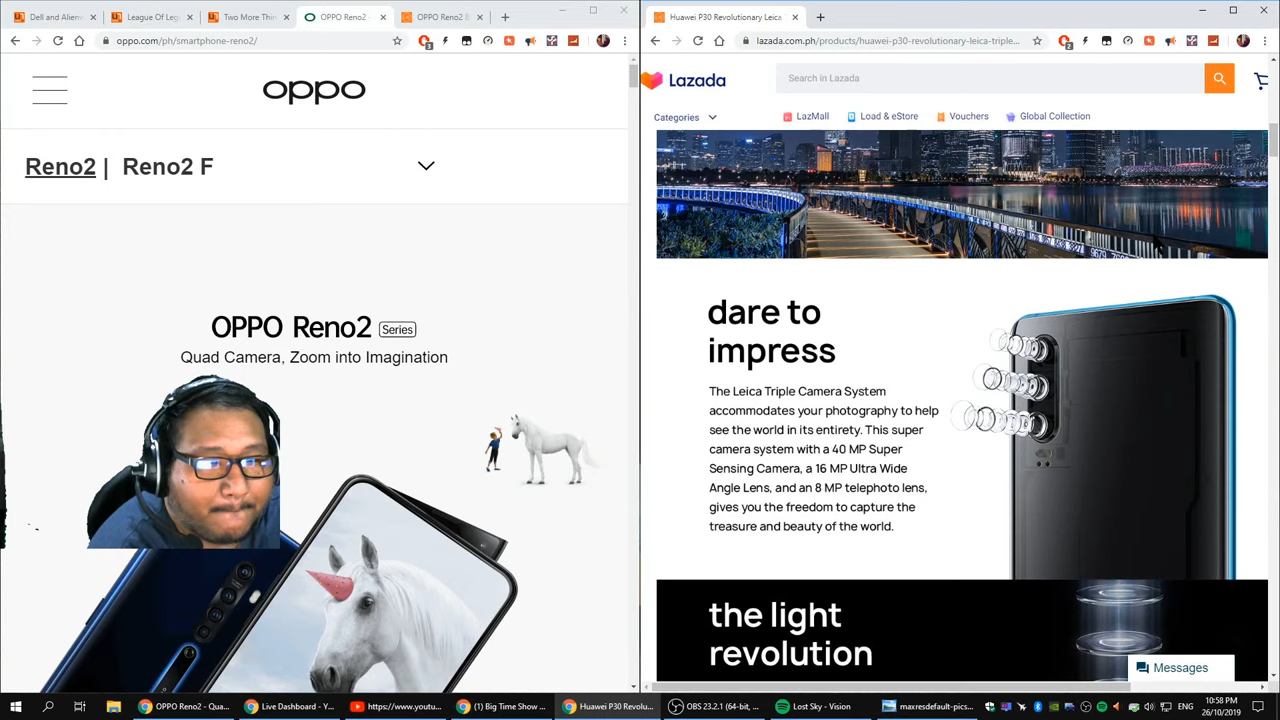 Dell and Alien
League Of Leg
Two More Thin
OPPO Reno2 -
OPPO Reno2 B
oppo.com/ph/smartphone-reno2/
3
oppo
Reno2 | Reno2 F
OPPO Reno2 Series
Quad Camera, Zoom into Imagination
Huawei P30 Revolutionary Leica
lazada.com.ph/products/huawei-p30-revolutionary-leica-triple...
2
Lazada
Search in Lazada
Categories
LazMall
Load & eStore
Vouchers
Global Collection
dare to
impress
The Leica Triple Camera System
accommodates your photography to help
see the world in its entirety. This super
camera system with a 40 MP Super
Sensing Camera, a 16 MP Ultra Wide
Angle Lens, and an 8 MP telephoto lens,
gives you the freedom to capture the
treasure and beauty of the world.
the light
revolution
Messages
OPPO Reno2 - Qua...
Live Dashboard - Y...
https://www.youtu...
(1) Big Time Show ...
Huawei P30 Revolu...
OBS 23.2.1 (64-bit, ...
Lost Sky - Vision
maxresdefault-pics...
ENG
10:58 PM
26/10/2019